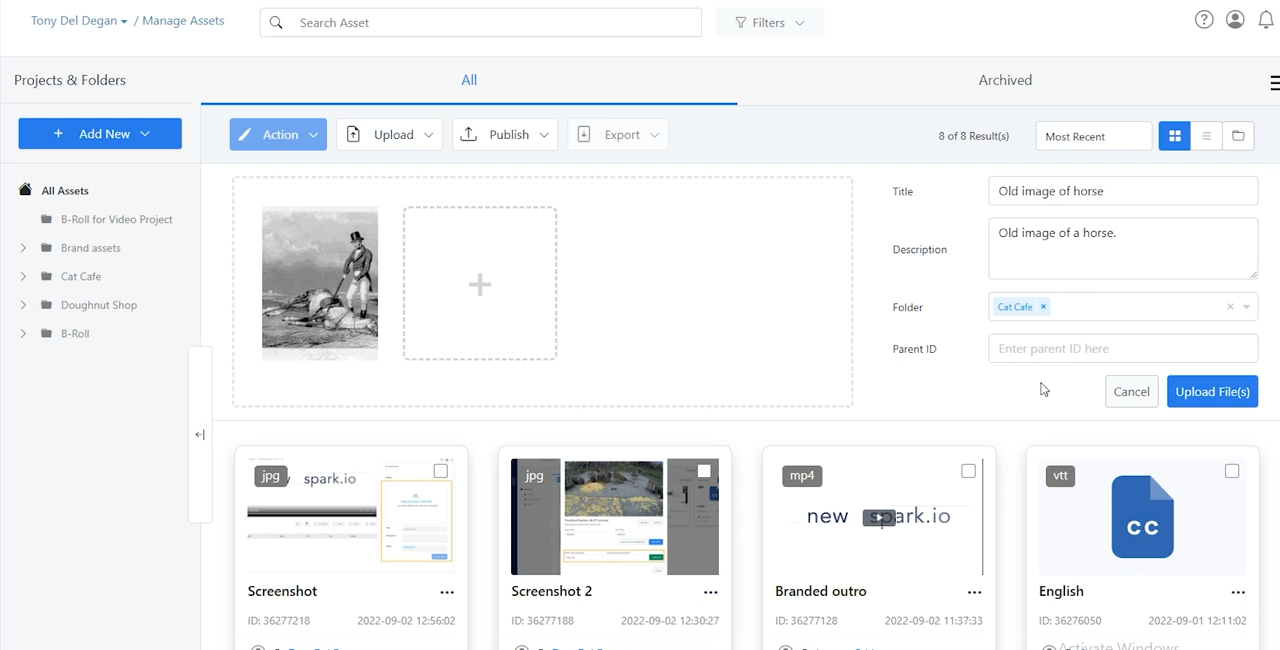 Tony Del Degan / Manage Assets
Search Asset
Filters
Projects & Folders
All
Archived
+ Add New
Action
Upload
Publish
Export
8 of 8 Result(s)
Most Recent
All Assets
B-Roll for Video Project
Brand assets
Cat Cafe
Doughnut Shop
B-Roll
Title
Old image of horse
Description
Old image of a horse.
Folder
Cat Cafe ×
Parent ID
Enter parent ID here
Cancel
Upload File(s)
jpg
spark.io
jpg
mp4
new spark.io
vtt
CC
Screenshot
Screenshot 2
Branded outro
English
ID: 36277218 2022-09-02 12:56:02
ID: 36277188 2022-09-02 12:30:27
ID: 36277128 2022-09-02 11:37:33
ID: 36276050 2022-09-01 12:11:02
Activate Windows